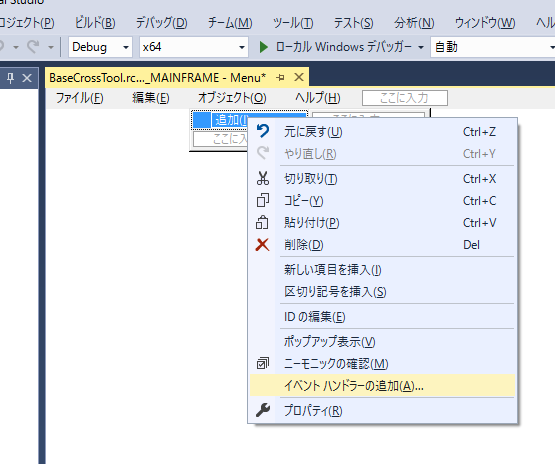 al Studio
ロジェクト(P) ビルド(B) デバッグ(D) チーム(M) ツール(T) テスト(S) 分析(N) ウィンドウ(W) ヘ
Debug x64 ローカル Windows デバッガー 自動
BaseCrossTool.rc..._MAINFRAME - Menu*
ファイル(F) 編集(E) オブジェクト(O) ヘルプ(H) ここに入力
追加(I) ここに入力
ここに入力
元に戻す(U) Ctrl+Z
やり直し(R) Ctrl+Y
切り取り(T) Ctrl+X
コピー(Y) Ctrl+C
貼り付け(P) Ctrl+V
削除(D) Del
新しい項目を挿入(I)
区切り記号を挿入(S)
ID の編集(E)
ポップアップ表示(V)
ニーモニックの確認(M)
イベント ハンドラーの追加(A)...
プロパティ(R)